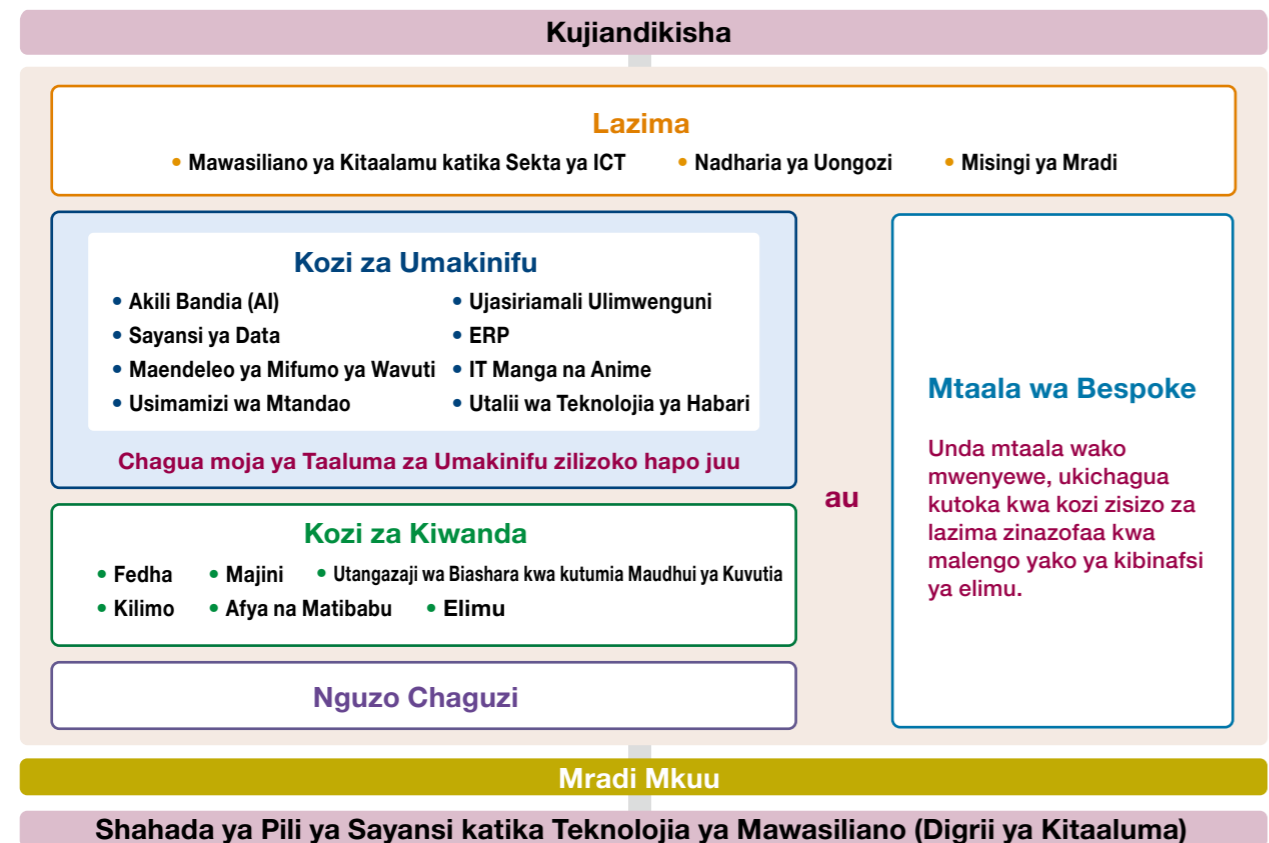 Kujiandikisha
Lazima
• Mawasiliano ya Kitaalamu katika Sekta ya ICT • Nadharia ya Uongozi • Misingi ya Mradi
Kozi za Umakinifu
• Akili Bandia (AI) • Ujasiriamali Ulimwenguni
• Sayansi ya Data • ERP
• Maendeleo ya Mifumo ya Wavuti • IT Manga na Anime
• Usimamizi wa Mtandao • Utalii wa Teknolojia ya Habari
Chagua moja ya Taaluma za Umakinifu zilizoko hapo juu
Kozi za Kiwanda
• Fedha • Majini • Utangazaji wa Biashara kwa kutumia Maudhui ya Kuvutia
• Kilimo • Afya na Matibabu • Elimu
Nguzo Chaguzi
au
Mtaala wa Bespoke
Unda mtaala wako
mwenyewe, ukichagua
kutoka kwa kozi zisizo za
lazima zinazofaa kwa
malengo yako ya kibinafsi
ya elimu.
Mradi Mkuu
Shahada ya Pili ya Sayansi katika Teknolojia ya Mawasiliano (Digrii ya Kitaaluma)